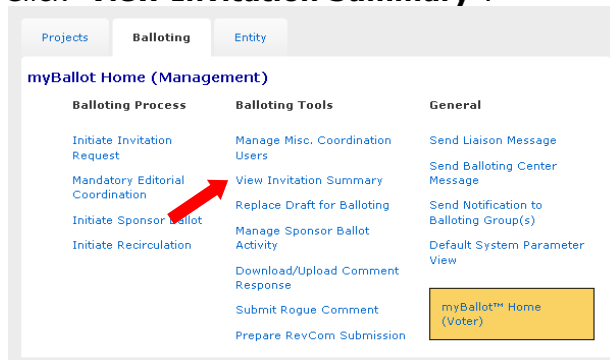 Click "View Invitation Summary".
Projects Balloting Entity
myBallot Home (Management)
Balloting Process
Initiate Invitation
Request
Mandatory Editorial
Coordination
Initiate Sponsor Ballot
Initiate Recirculation
Balloting Tools
Manage Misc. Coordination
Users
View Invitation Summary
Replace Draft for Balloting
Manage Sponsor Ballot
Activity
Download/Upload Comment
Response
Submit Rogue Comment
Prepare RevCom Submission
General
Send Liaison Message
Send Balloting Center
Message
Send Notification to
Balloting Group(s)
Default System Parameter
View
myBallot™ Home
(Voter)